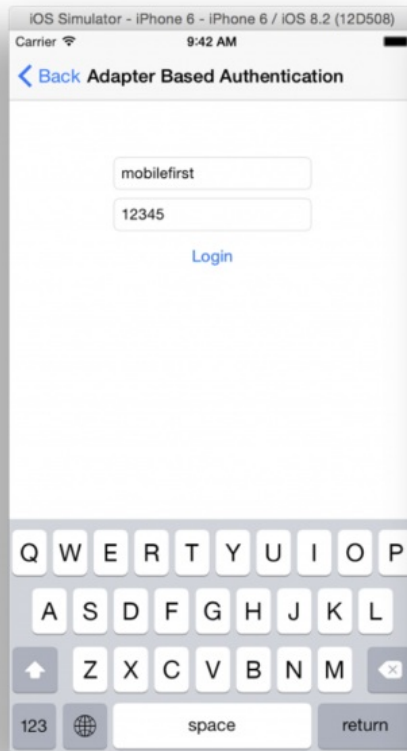 iOS Simulator - iPhone 6 - iPhone 6 / iOS 8.2 (12D508)
Carrier 9:42 AM
Back Adapter Based Authentication
mobilefirst
12345
Login
Q W E R T Y U I O P
A S D F G H J K L
Z X C V B N M
123 space return